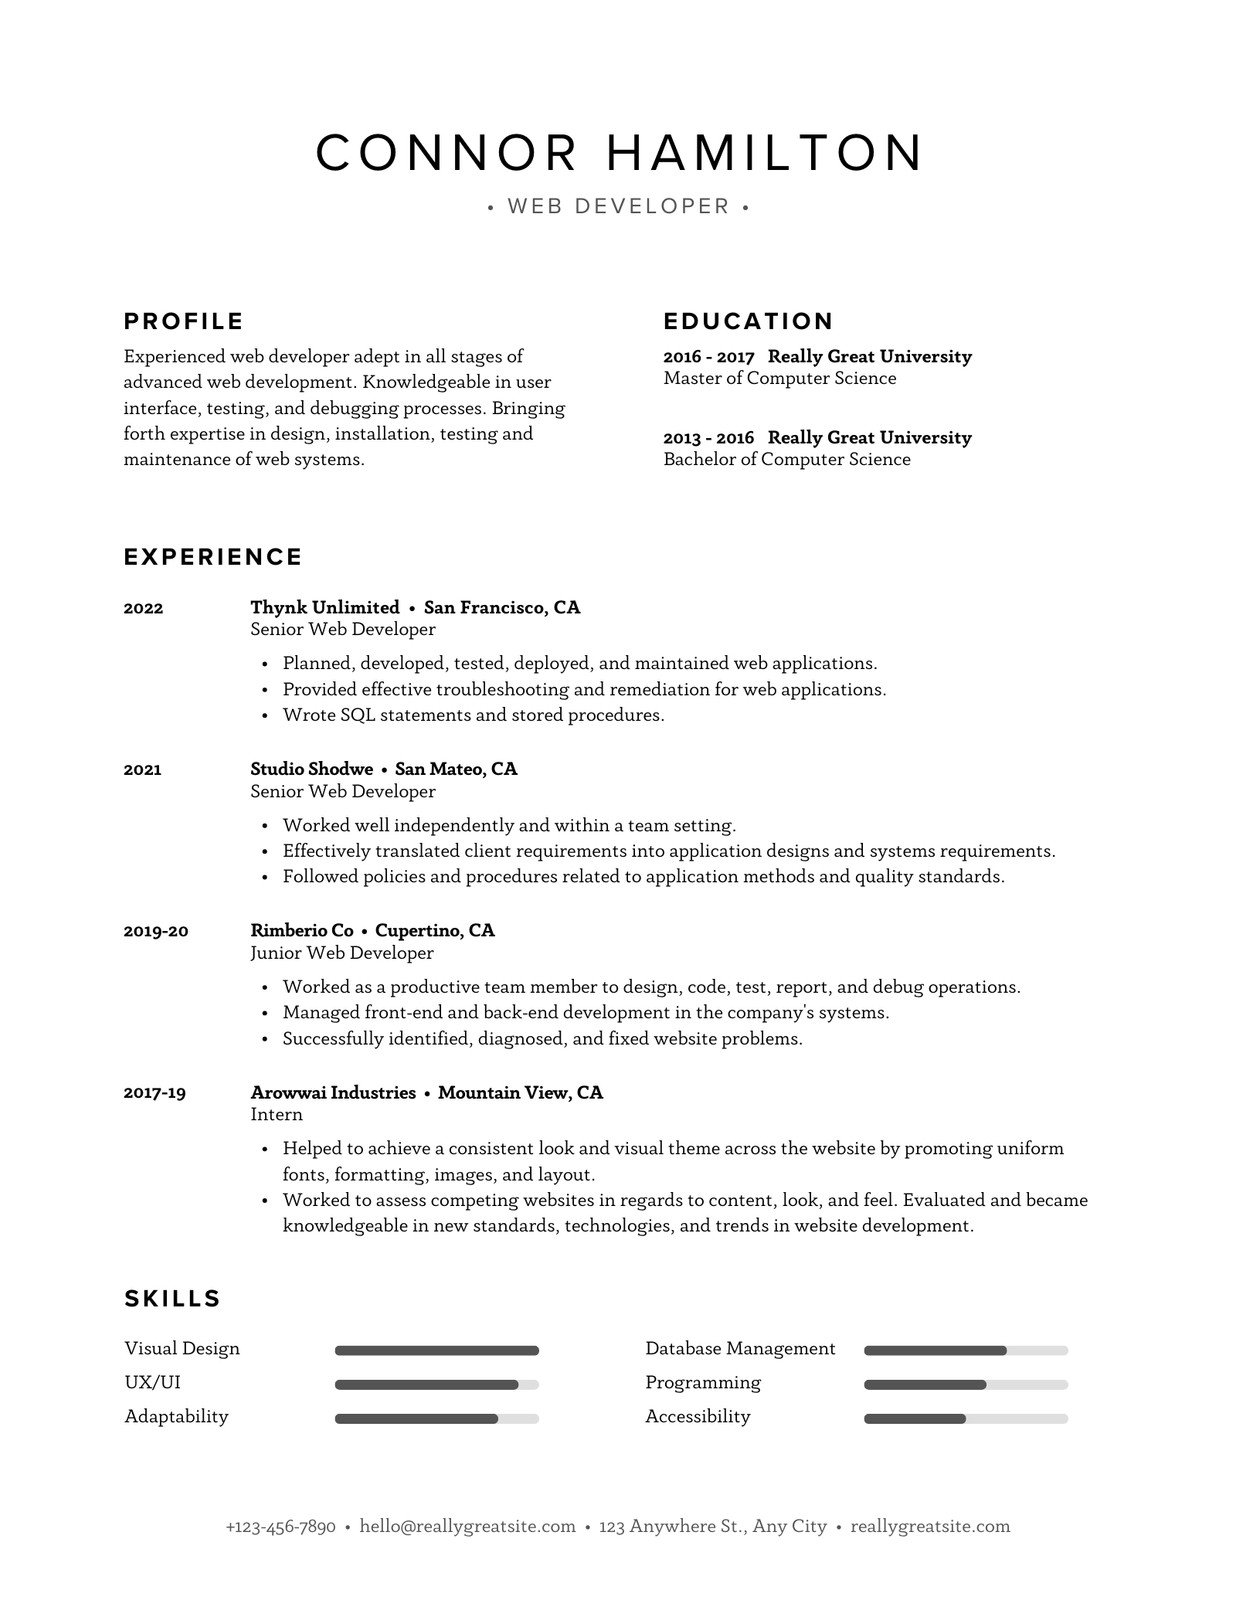 CONNOR HAMILTON
• WEB DEVELOPER •
PROFILE
Experienced web developer adept in all stages of
advanced web development. Knowledgeable in user
interface, testing, and debugging processes. Bringing
forth expertise in design, installation, testing and
maintenance of web systems.
EDUCATION
2016 - 2017 Really Great University
Master of Computer Science
2013 - 2016 Really Great University
Bachelor of Computer Science
EXPERIENCE
2022 Thynk Unlimited • San Francisco, CA
Senior Web Developer
• Planned, developed, tested, deployed, and maintained web applications.
• Provided effective troubleshooting and remediation for web applications.
• Wrote SQL statements and stored procedures.
2021 Studio Shodwe • San Mateo, CA
Senior Web Developer
• Worked well independently and within a team setting.
• Effectively translated client requirements into application designs and systems requirements.
• Followed policies and procedures related to application methods and quality standards.
2019-20 Rimberio Co • Cupertino, CA
Junior Web Developer
• Worked as a productive team member to design, code, test, report, and debug operations.
• Managed front-end and back-end development in the company's systems.
• Successfully identified, diagnosed, and fixed website problems.
2017-19 Arowwai Industries • Mountain View, CA
Intern
• Helped to achieve a consistent look and visual theme across the website by promoting uniform
fonts, formatting, images, and layout.
• Worked to assess competing websites in regards to content, look, and feel. Evaluated and became
knowledgeable in new standards, technologies, and trends in website development.
SKILLS
Visual Design
UX/UI
Adaptability
Database Management
Programming
Accessibility
+123-456-7890 • hello@reallygreatsite.com • 123 Anywhere St., Any City • reallygreatsite.com